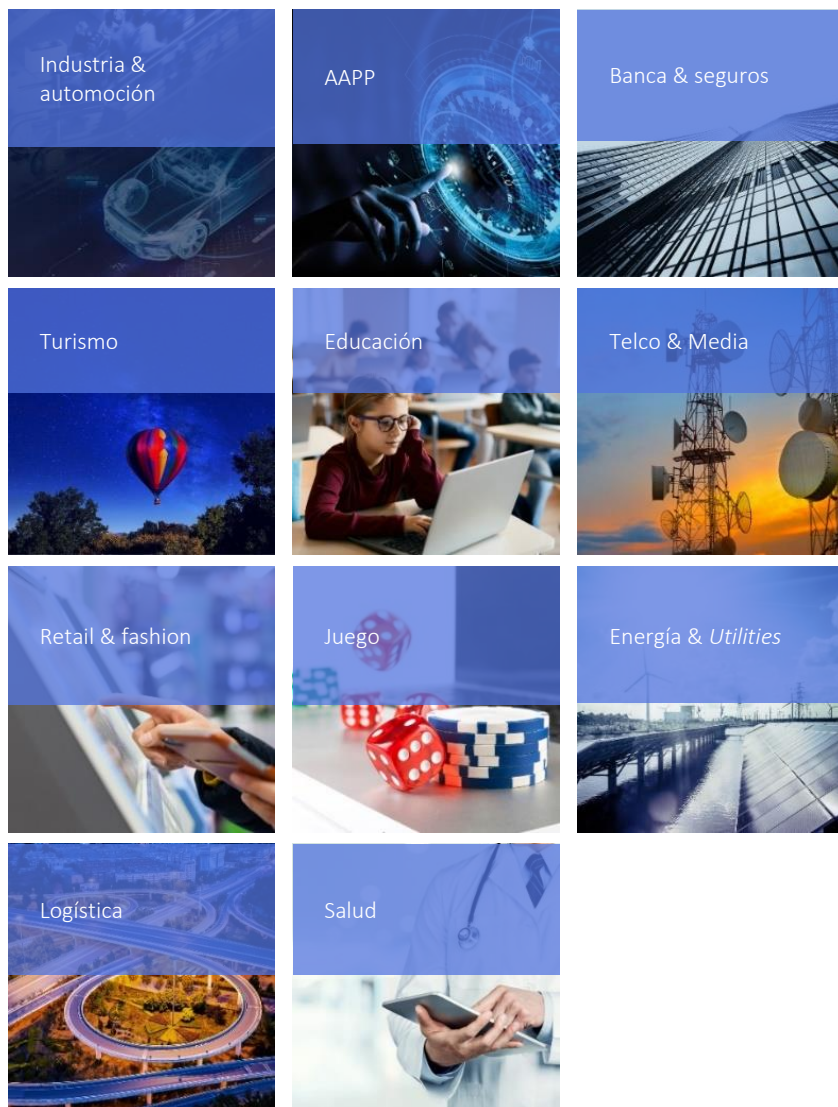 Industria &
automoción
AAPP
Banca & seguros
Turismo
Educación
Telco & Media
Retail & fashion
Juego
Energía & Utilities
Logística
Salud